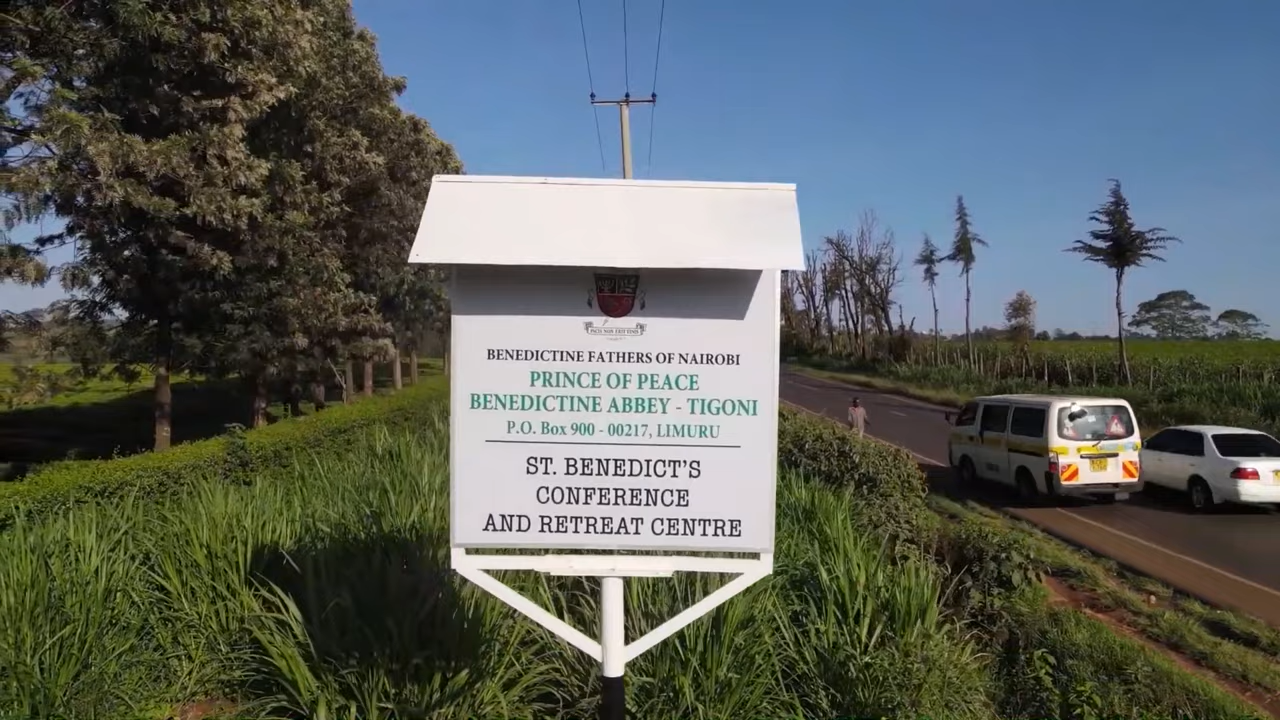 BENEDICTINE FATHERS OF NAIROBI
PRINCE OF PEACE
BENEDICTINE ABBEY - TIGONI
P.O. Box 900 - 00217, LIMURU
ST. BENEDICT'S
CONFERENCE
AND RETREAT CENTRE